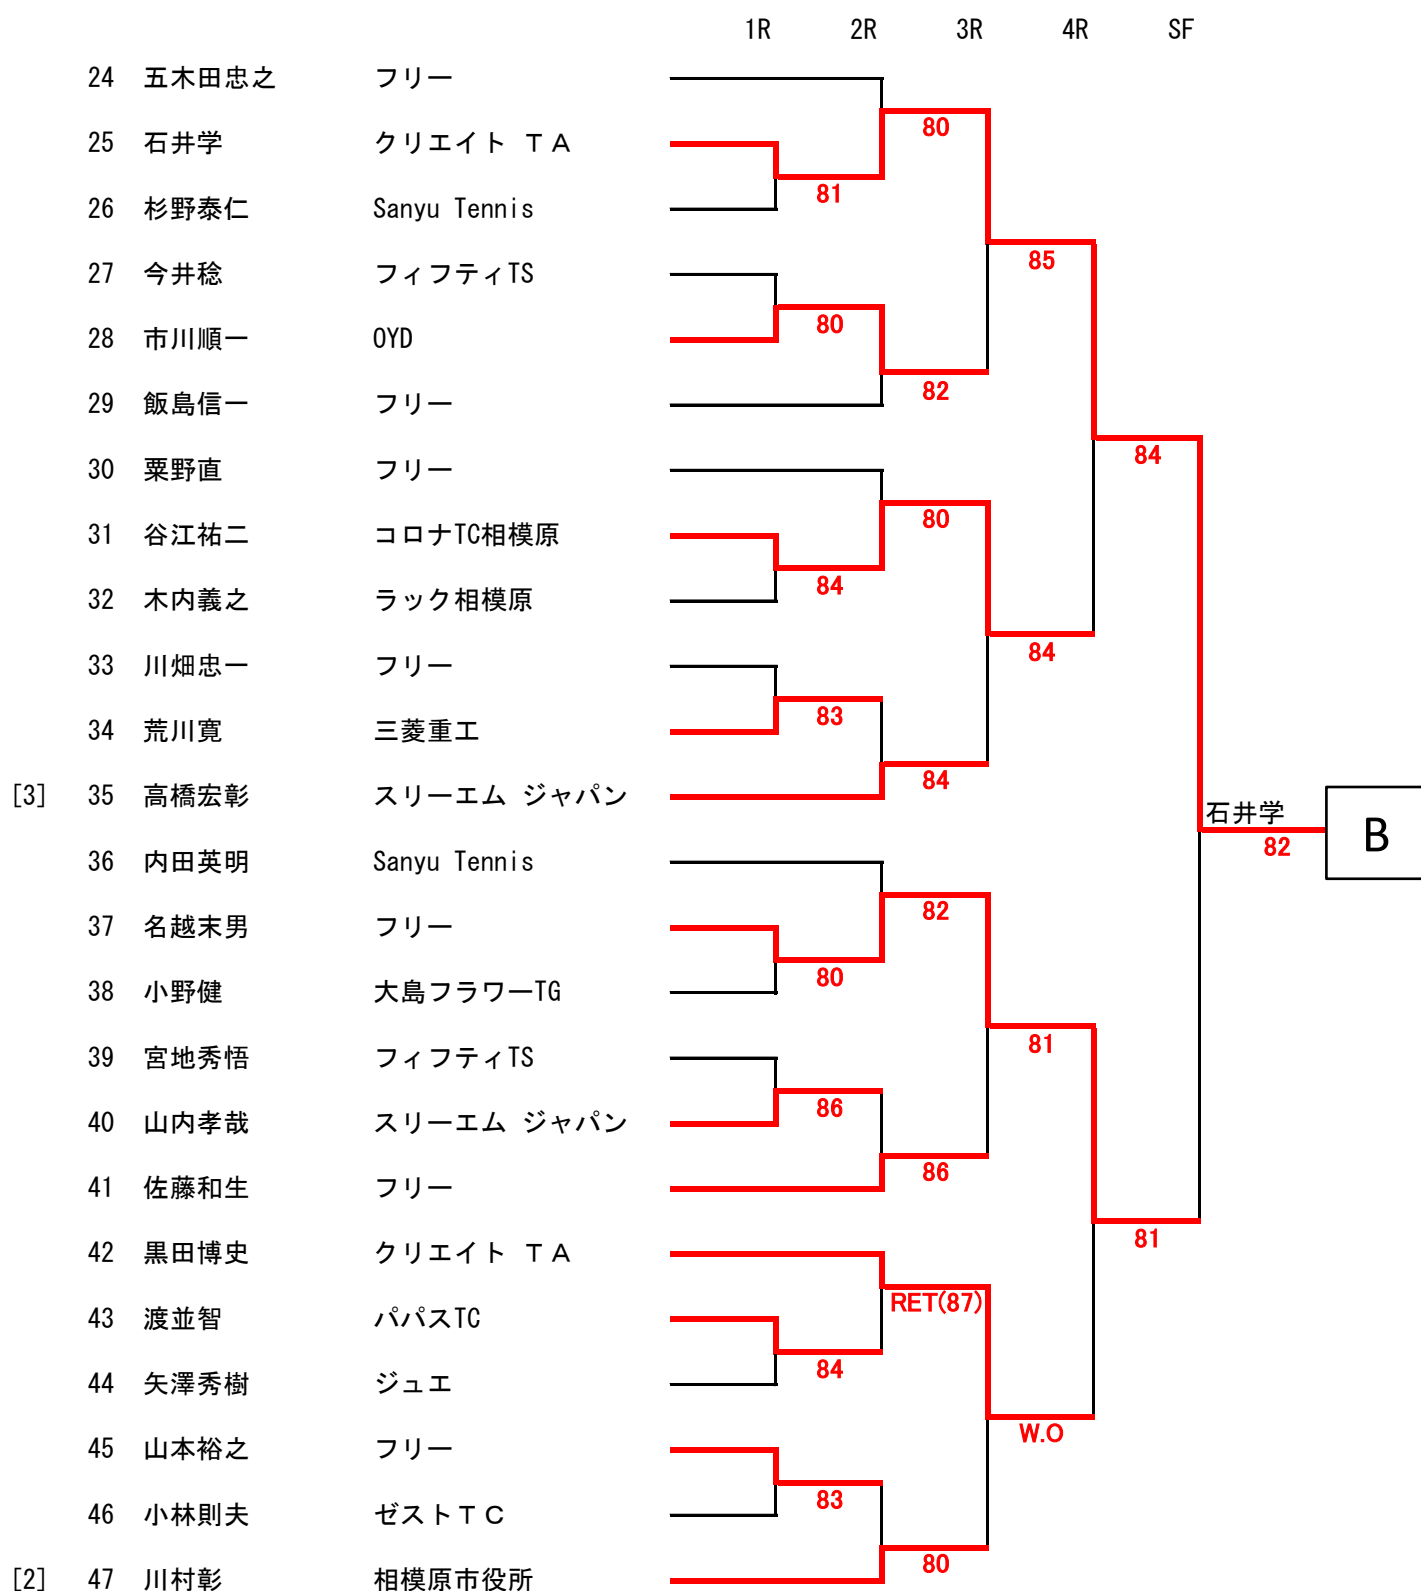 1R 2R 3R 4R SF
24 五木田忠之 フリー
80
25 石井学 クリエイト ＴＡ
81
26 杉野泰仁 Sanyu Tennis
85
27 今井稔 フィフティTS
80
28 市川順一 OYD
82
29 飯島信一 フリー
84
30 粟野直 フリー
80
31 谷江祐二 コロナTC相模原
84
32 木内義之 ラック相模原
84
33 川畑忠一 フリー
83
34 荒川寛 三菱重工
84
[3] 35 高橋宏彰 スリーエム ジャパン
石井学
B
82
36 内田英明 Sanyu Tennis
82
37 名越末男 フリー
80
38 小野健 大島フラワーTG
81
39 宮地秀悟 フィフティTS
86
40 山内孝哉 スリーエム ジャパン
86
41 佐藤和生 フリー
81
42 黒田博史 クリエイト ＴＡ
RET(87)
43 渡並智 パパスTC
84
44 矢澤秀樹 ジュエ
W.O
45 山本裕之 フリー
83
46 小林則夫 ゼストＴＣ
80
[2] 47 川村彰 相模原市役所